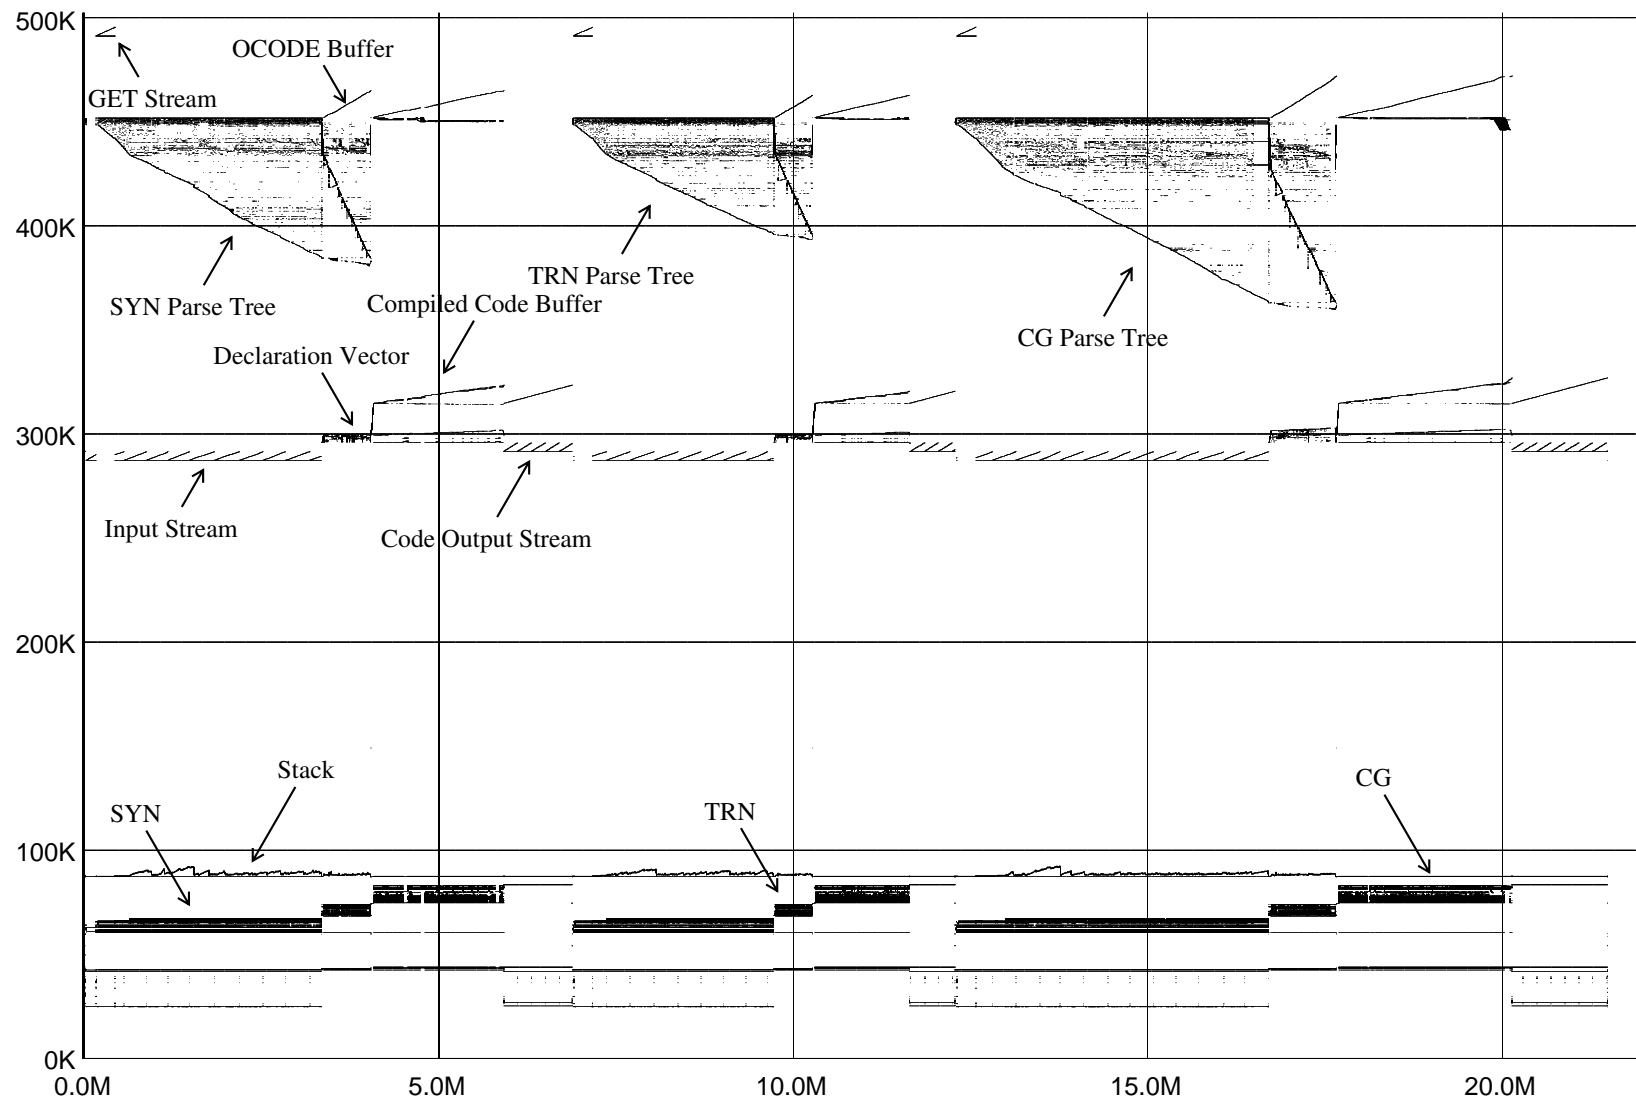 500K
OCODE Buffer
GET Stream
400K
TRN Parse Tree
SYN Parse Tree
Compiled Code Buffer
CG Parse Tree
Declaration Vector
300K
Input Stream
Code Output Stream
200K
Stack
CG
SYN
TRN
100K
0K
0.0M 5.0M 10.0M 15.0M 20.0M